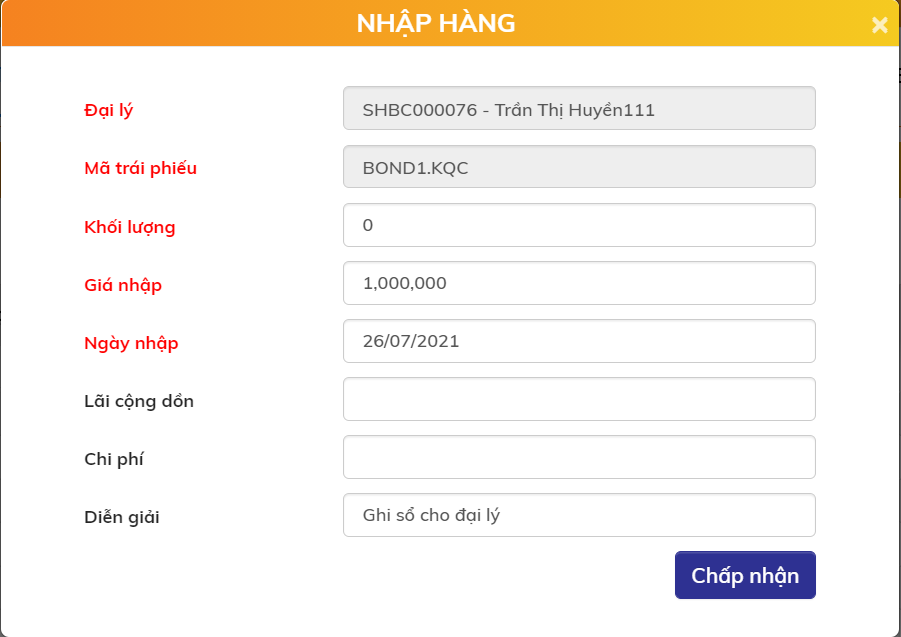 NHẬP HÀNG
Đại lý
SHBC000076 - Trần Thị Huyền111
Mã trái phiếu
BOND1.KQC
Khối lượng
0
Giá nhập
1,000,000
Ngày nhập
26/07/2021
Lãi cộng dồn
Chi phí
Diễn giải
Ghi sổ cho đại lý
Chấp nhận